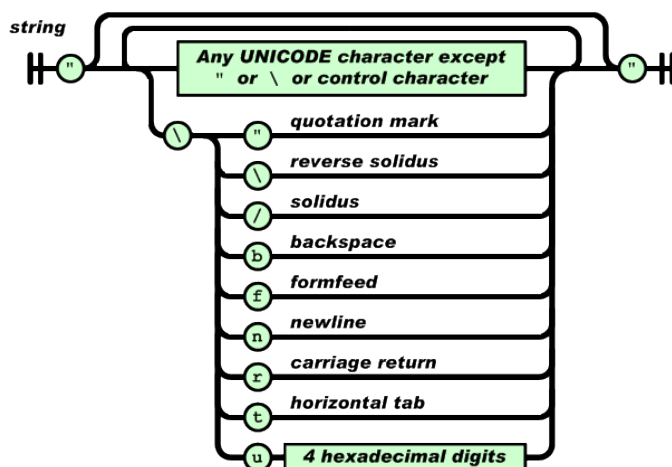 string
" Any UNICODE character except "
" or \ or control character
\ " quotation mark
\ reverse solidus
/ solidus
b backspace
f formfeed
n newline
r carriage return
t horizontal tab
u 4 hexadecimal digits